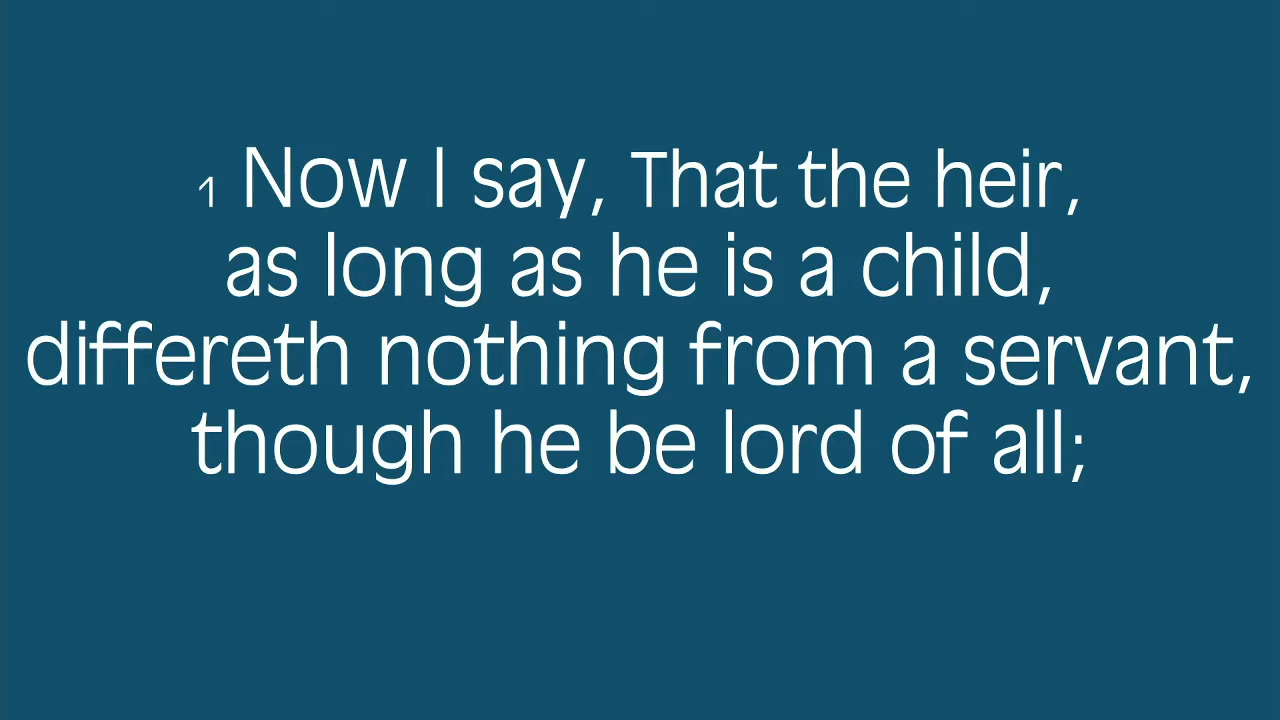 1 Now I say, That the heir,
as long as he is a child,
differeth nothing from a servant,
though he be lord of all;